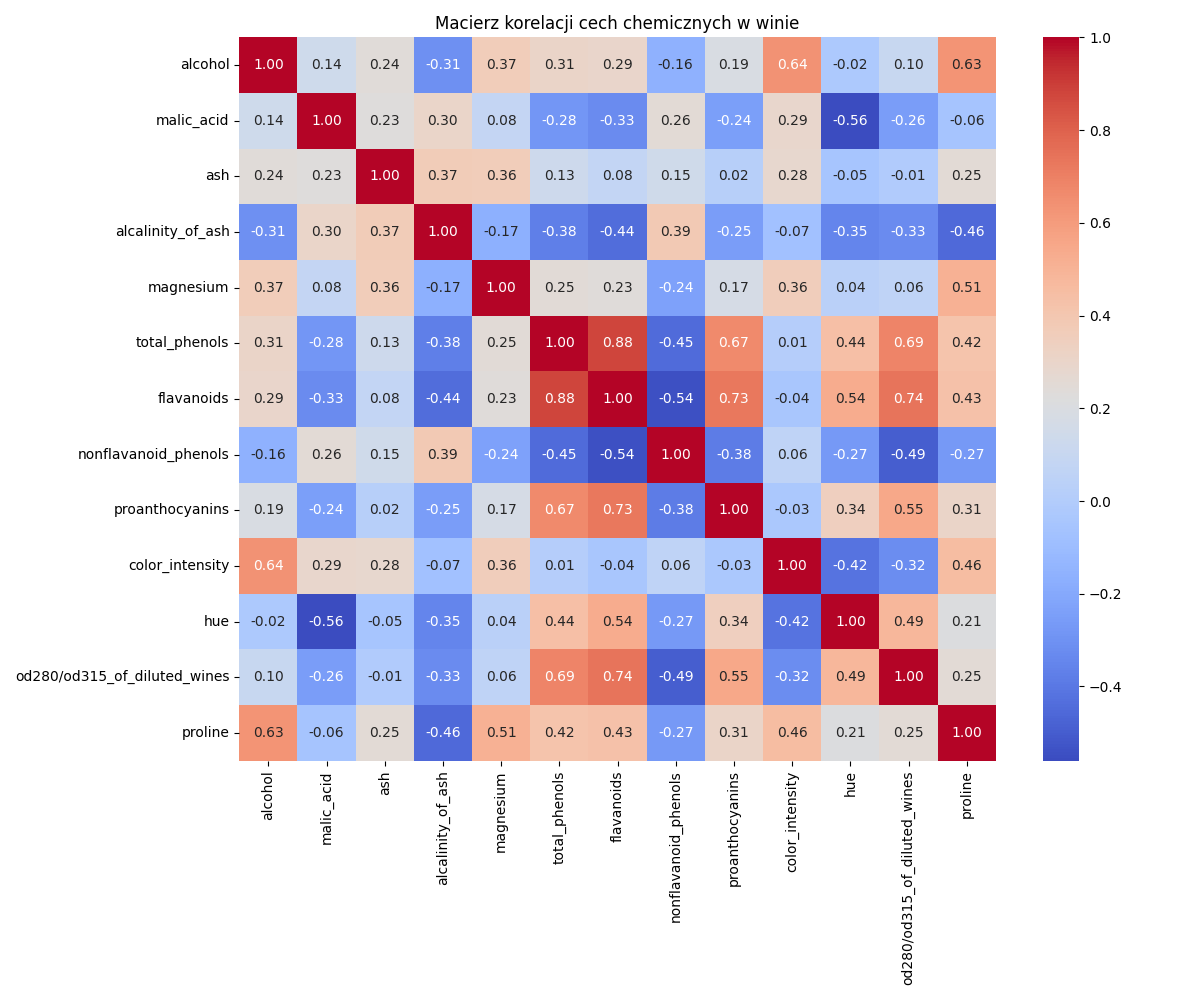 Macierz korelacji cech chemicznych w winie
alcohol 1.00 0.14 0.24 -0.31 0.37 0.31 0.29 -0.16 0.19 0.64 -0.02 0.10 0.63
malic_acid 0.14 1.00 0.23 0.30 0.08 -0.28 -0.33 0.26 -0.24 0.29 -0.56 -0.26 -0.06
ash 0.24 0.23 1.00 0.37 0.36 0.13 0.08 0.15 0.02 0.28 -0.05 -0.01 0.25
alcalinity_of_ash -0.31 0.30 0.37 1.00 -0.17 -0.38 -0.44 0.39 -0.25 -0.07 -0.35 -0.33 -0.46
magnesium 0.37 0.08 0.36 -0.17 1.00 0.25 0.23 -0.24 0.17 0.36 0.04 0.06 0.51
total_phenols 0.31 -0.28 0.13 -0.38 0.25 1.00 0.88 -0.45 0.67 0.01 0.44 0.69 0.42
flavanoids 0.29 -0.33 0.08 -0.44 0.23 0.88 1.00 -0.54 0.73 -0.04 0.54 0.74 0.43
nonflavanoid_phenols -0.16 0.26 0.15 0.39 -0.24 -0.45 -0.54 1.00 -0.38 0.06 -0.27 -0.49 -0.27
proanthocyanins 0.19 -0.24 0.02 -0.25 0.17 0.67 0.73 -0.38 1.00 -0.03 0.34 0.55 0.31
color_intensity 0.64 0.29 0.28 -0.07 0.36 0.01 -0.04 0.06 -0.03 1.00 -0.42 -0.32 0.46
hue -0.02 -0.56 -0.05 -0.35 0.04 0.44 0.54 -0.27 0.34 -0.42 1.00 0.49 0.21
od280/od315_of_diluted_wines 0.10 -0.26 -0.01 -0.33 0.06 0.69 0.74 -0.49 0.55 -0.32 0.49 1.00 0.25
proline 0.63 -0.06 0.25 -0.46 0.51 0.42 0.43 -0.27 0.31 0.46 0.21 0.25 1.00
alcohol
malic_acid
ash
alcalinity_of_ash
magnesium
total_phenols
flavanoids
nonflavanoid_phenols
proanthocyanins
color_intensity
hue
od280/od315_of_diluted_wines
proline
1.0
0.8
0.6
0.4
0.2
0.0
−0.2
−0.4